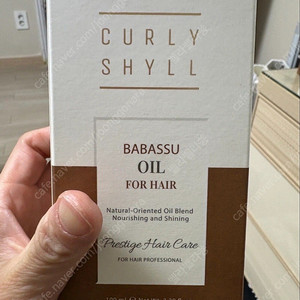 CURLY
SHYLL
BABASSU
OIL
FOR HAIR
Natural-Oriented Oil Blend
Nourishing and Shining
Prestige Hair Care
FOR HAIR PROFESSIONAL